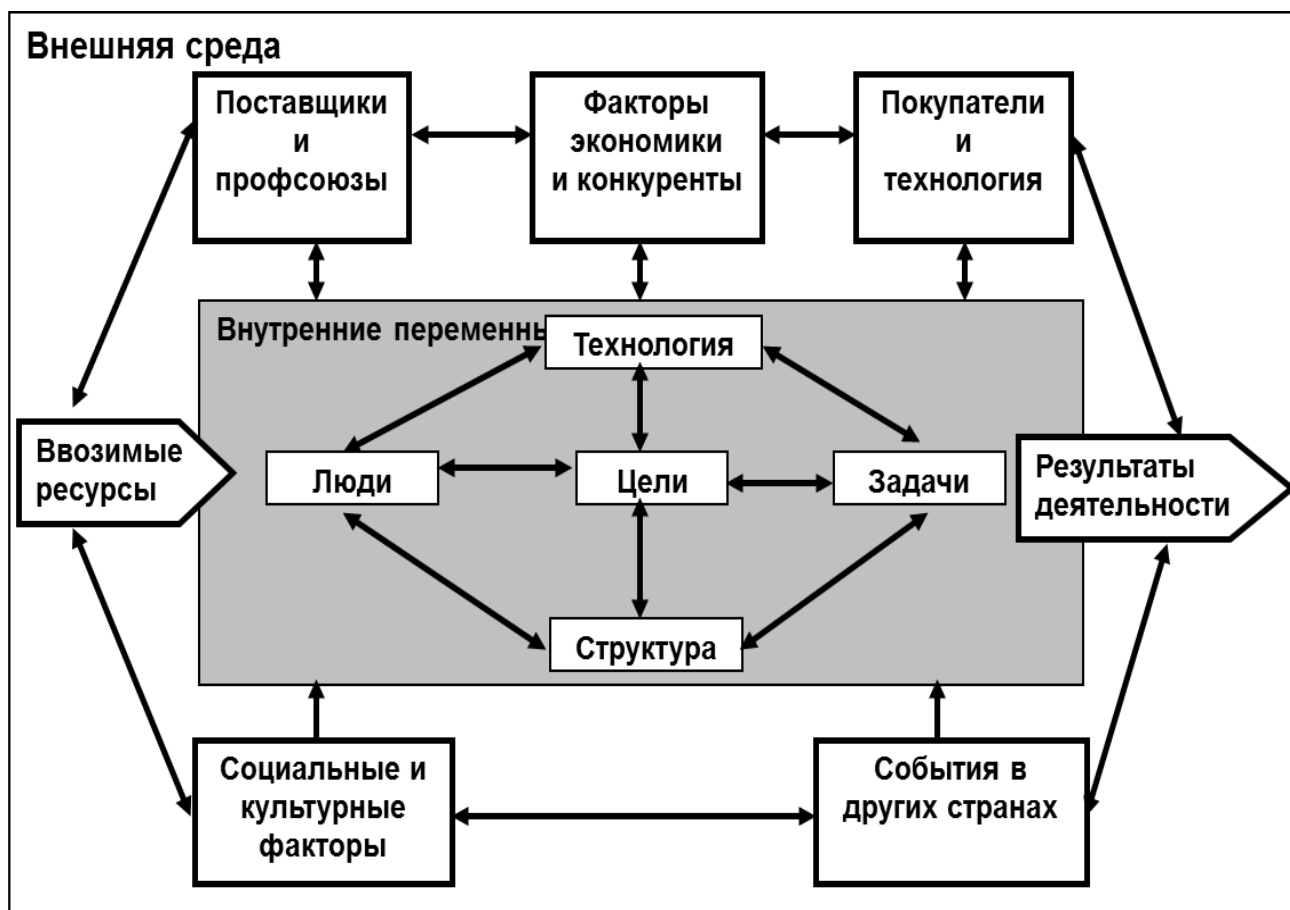 Внешняя среда
Поставщики
и
профсоюзы
Факторы
экономики
и конкуренты
Покупатели
и
технология
Внутренние переменны
Технология
Ввозимые
ресурсы
Люди
Цели
Задачи
Результаты
деятельности
Структура
Социальные и
культурные
факторы
События в
других странах